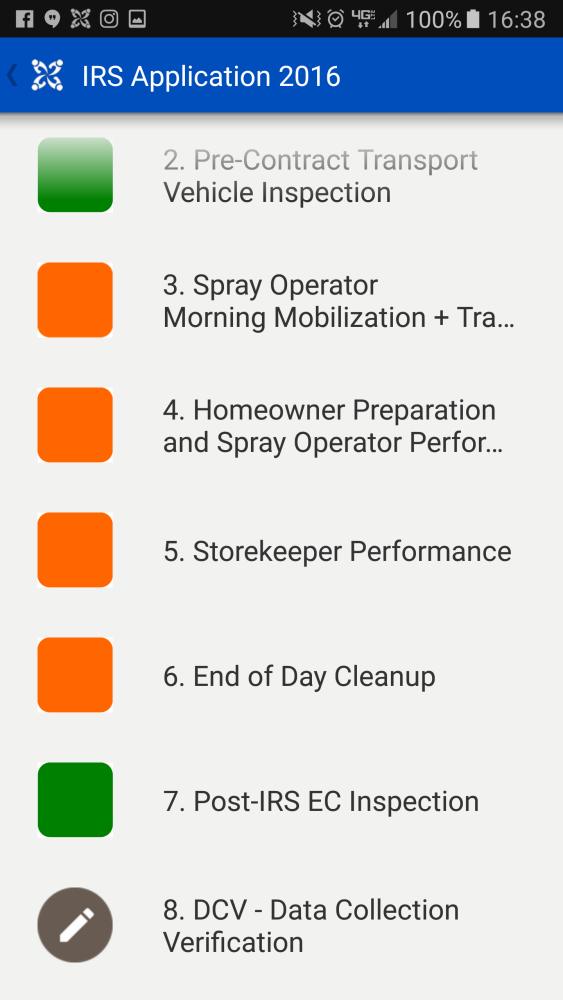 4G 100% 16:38
IRS Application 2016
2. Pre-Contract Transport
Vehicle Inspection
3. Spray Operator
Morning Mobilization + Tra...
4. Homeowner Preparation
and Spray Operator Perfor...
5. Storekeeper Performance
6. End of Day Cleanup
7. Post-IRS EC Inspection
8. DCV - Data Collection
Verification